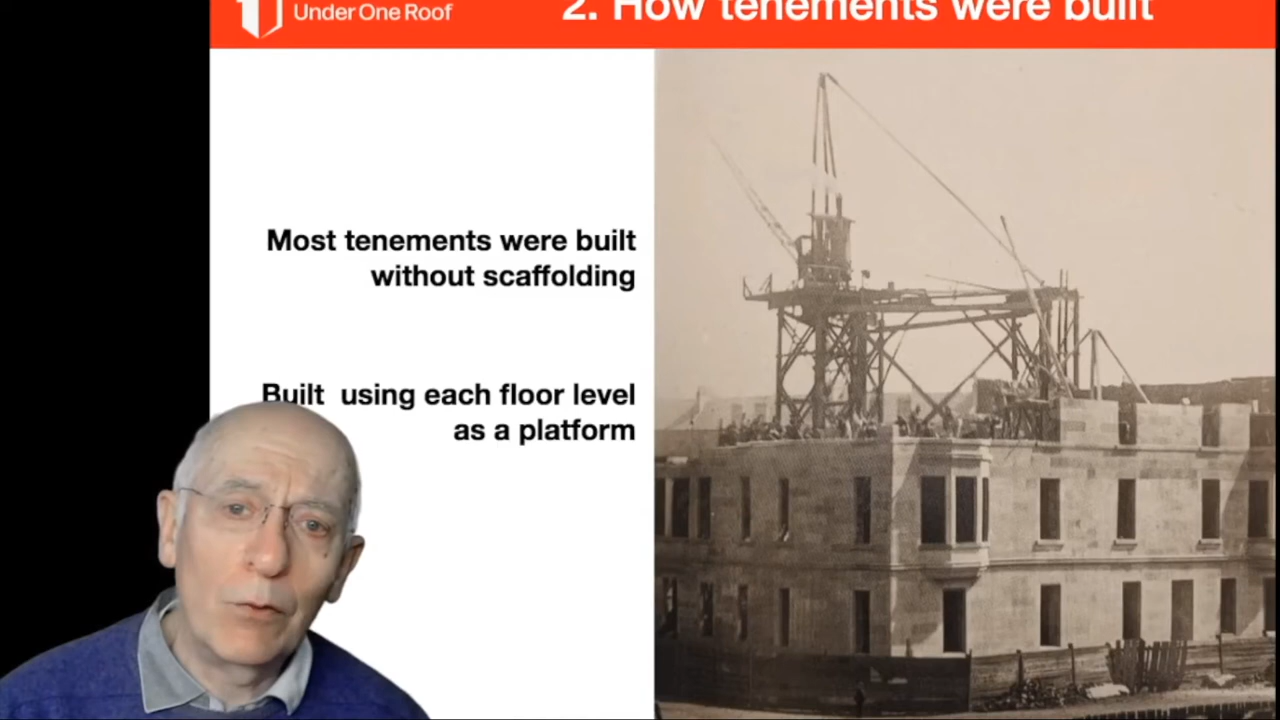 Under One Roof
2. How tenements were built
Most tenements were built
without scaffolding
Built using each floor level
as a platform